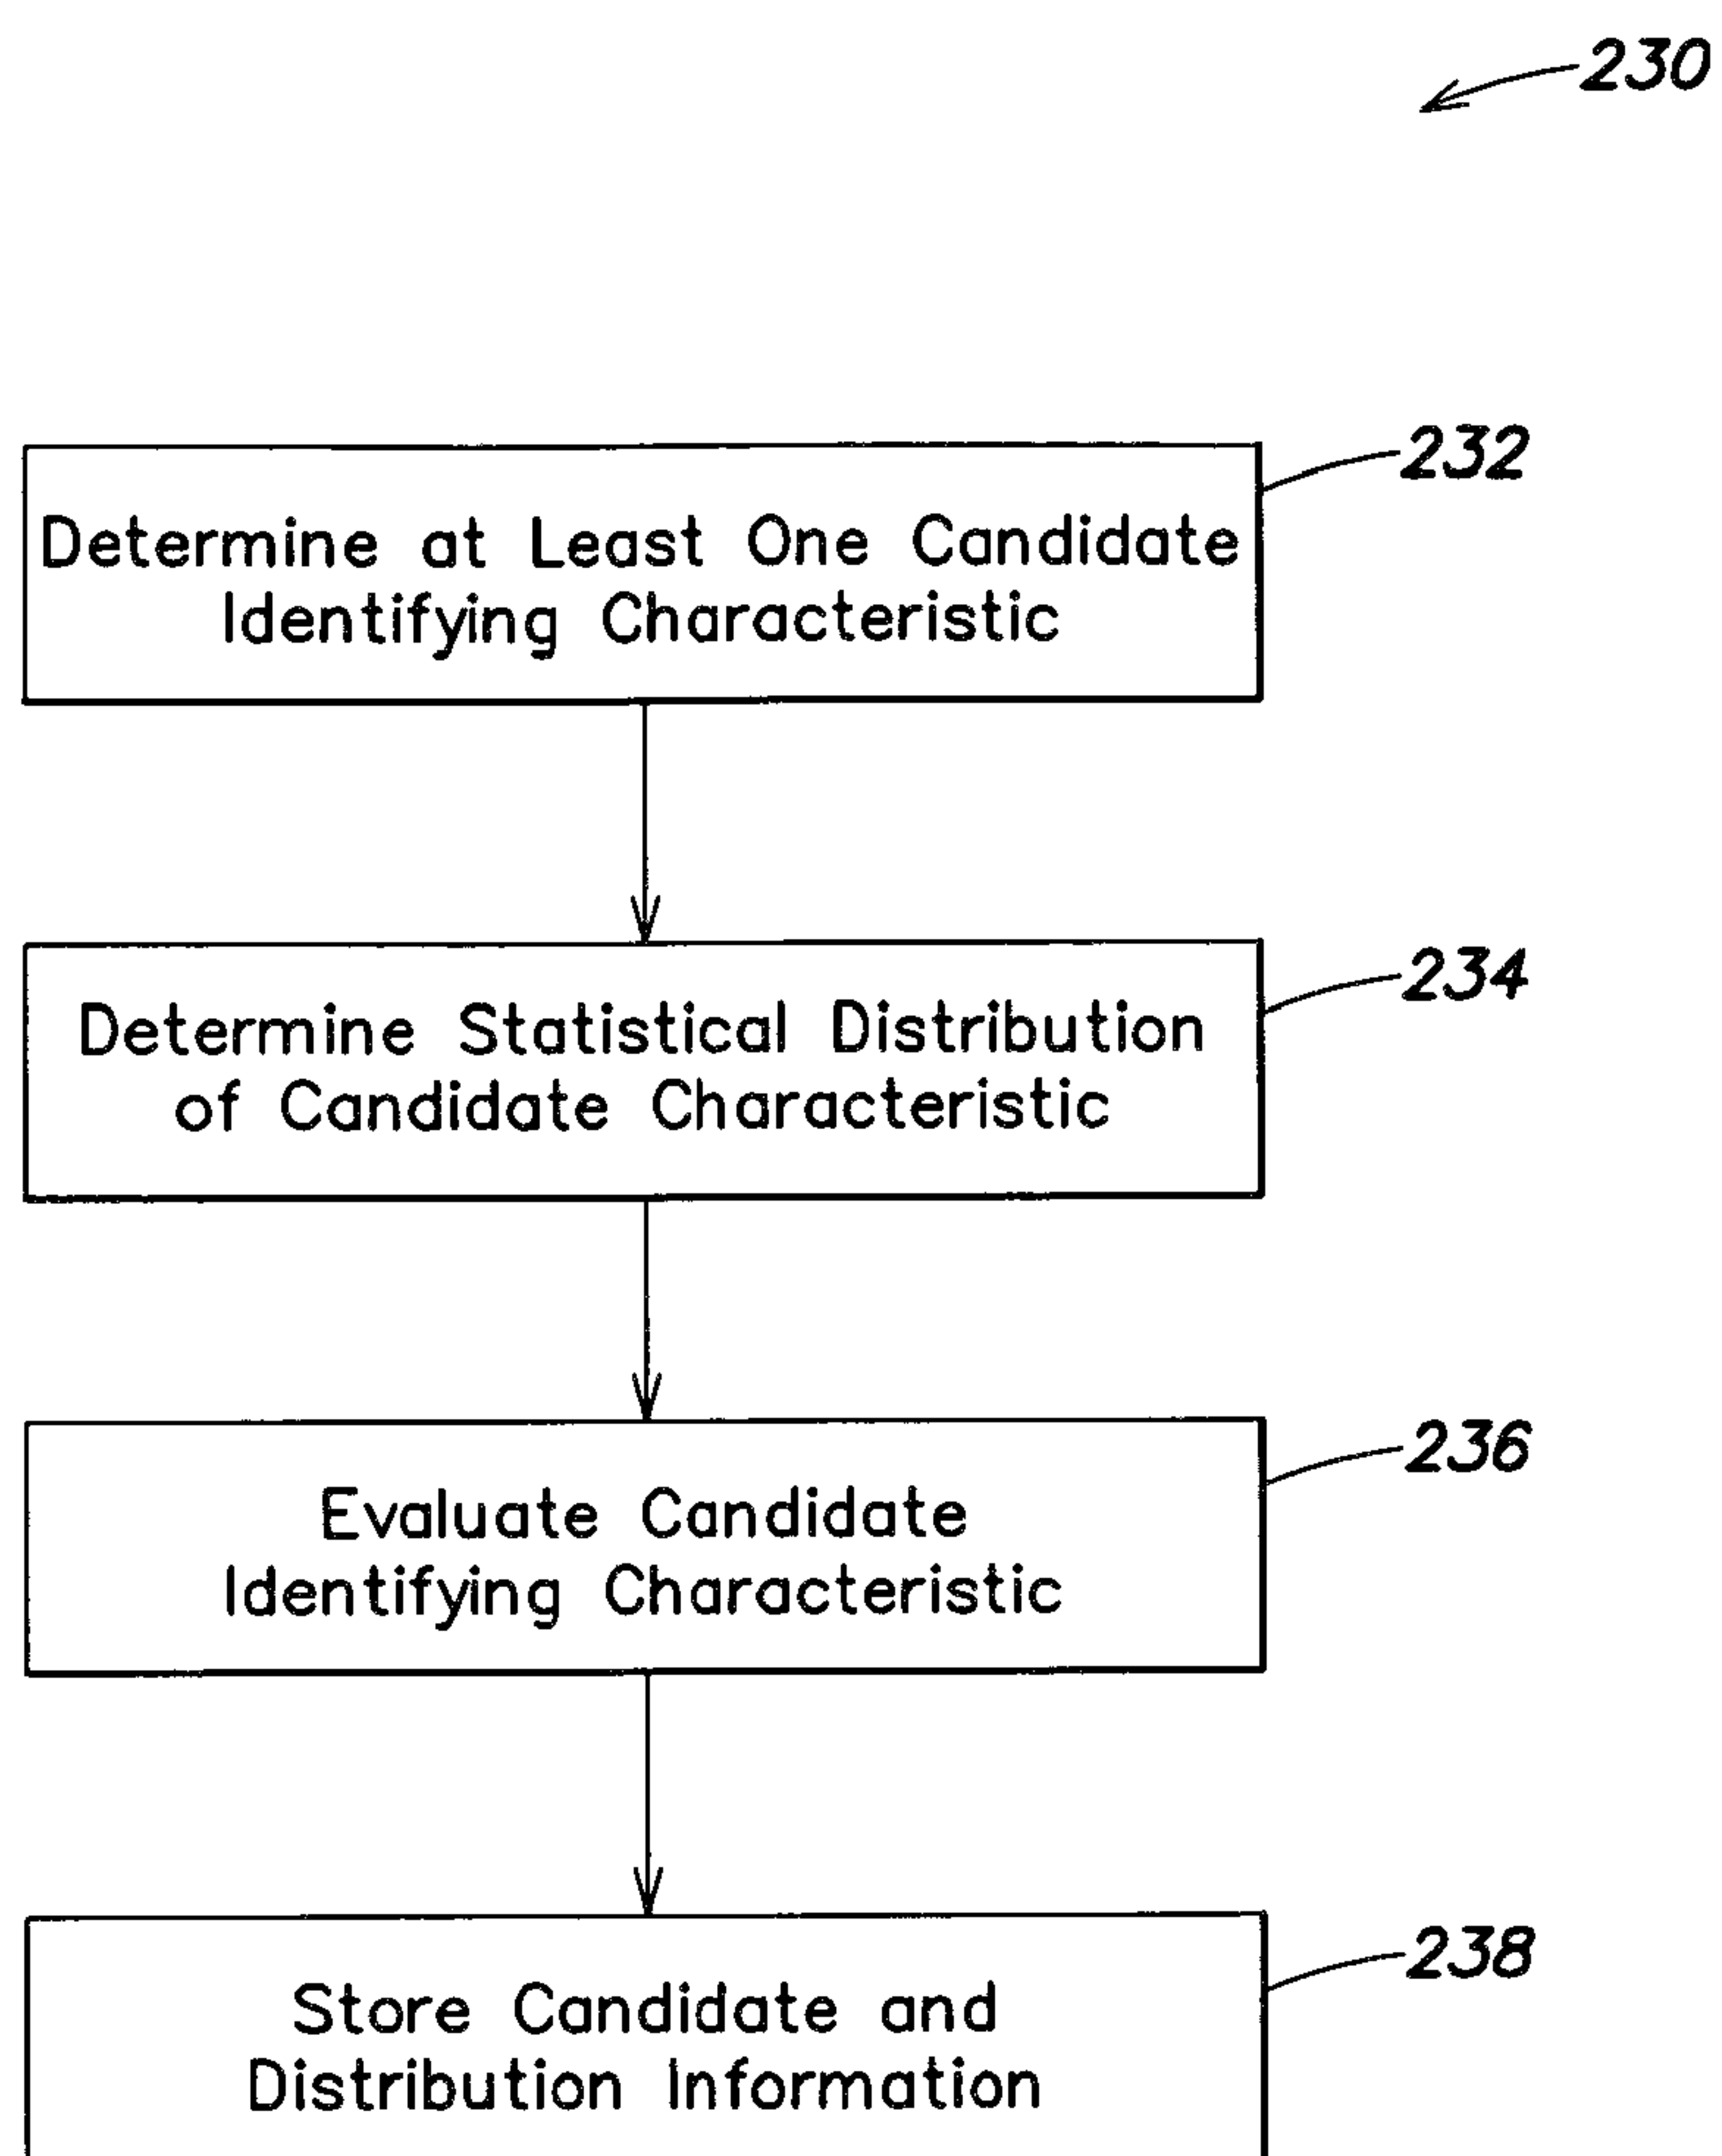 230
232
Determine at Least One Candidate
Identifying Characteristic
234
Determine Statistical Distribution
of Candidate Characteristic
236
Evaluate Candidate
Identifying Characteristic
238
Store Candidate and
Distribution Information